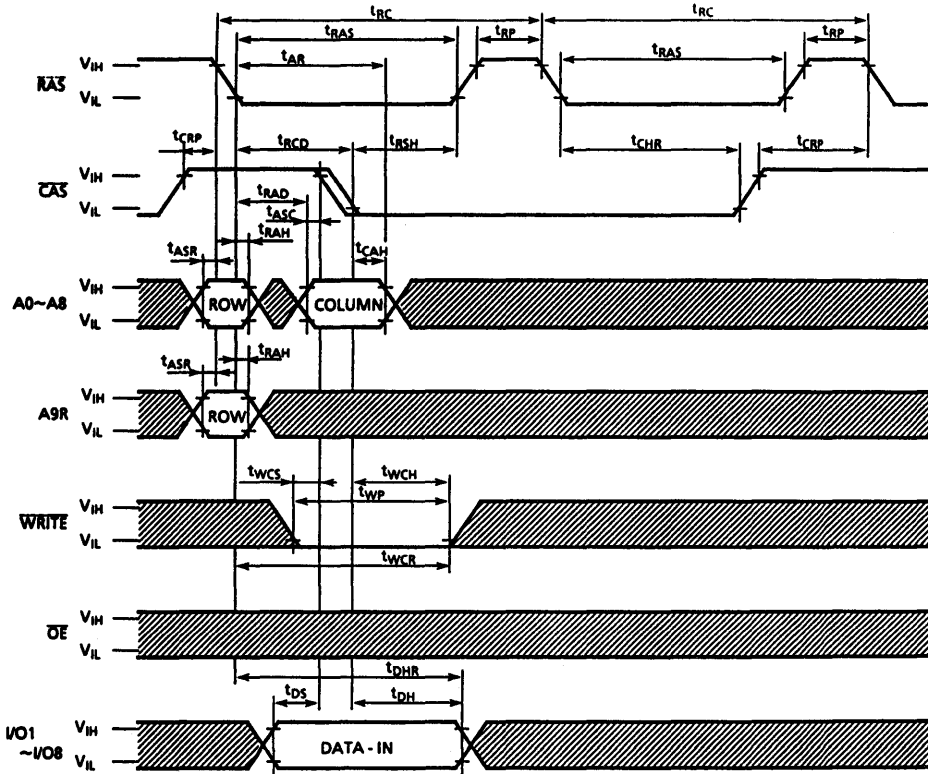 tRC tRC
tRAS tRP tRAS tRP
tAR
RAS VIH
VIL
tCRP tRCD tRSH tCHR tCRP
CAS VIH
VIL
tRAD
tASC
tRAH
tASR tCAH
A0~A8 VIH
VIL
ROW COLUMN
tRAH
tASR
A9R VIH
VIL
ROW
tWCS tWCH
tWP
WRITE VIH
VIL
tWCR
OE VIH
VIL
tDHR
tDS tDH
I/O1
~I/O8 VIH
VIL
DATA - IN